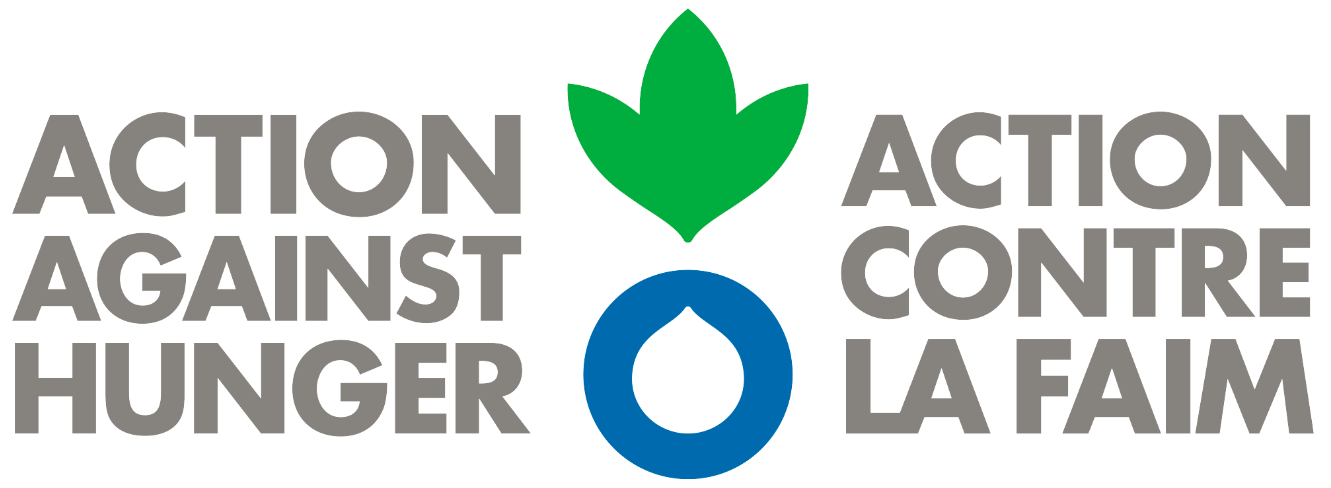 ACTION
AGAINST
HUNGER
ACTION
CONTRE
LA FAIM